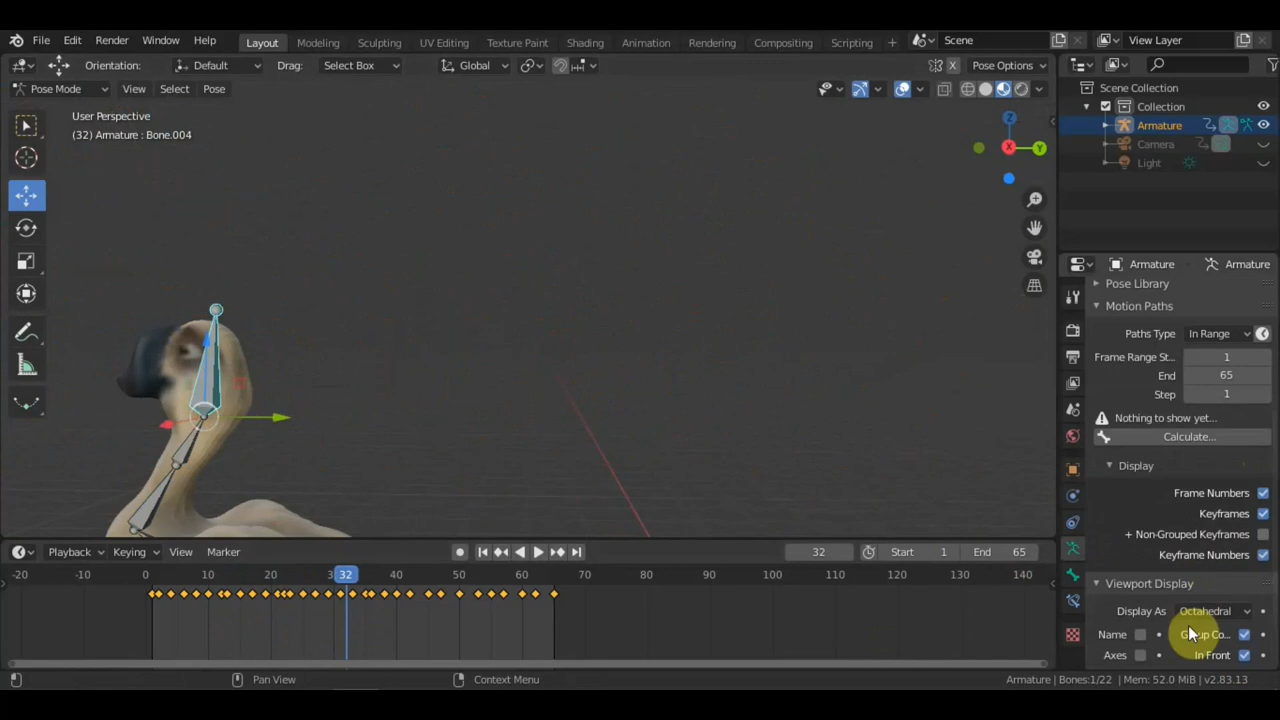 File Edit Render Window Help Layout Modeling Sculpting UV Editing Texture Paint Shading Animation Rendering Compositing Scripting + Scene View Layer
Orientation: Default Drag: Select Box Global X Pose Options
Pose Mode View Select Pose
User Perspective
(32) Armature : Bone.004
Z
X Y
Scene Collection
Collection
Armature
Camera
Light
Armature Armature
Pose Library
Motion Paths
Paths Type In Range
Frame Range St... 1
End 65
Step 1
Nothing to show yet...
Calculate...
Display
Frame Numbers
Keyframes
+ Non-Grouped Keyframes
Keyframe Numbers
Viewport Display
Display As Octahedral
Name Group Co...
Axes In Front
Playback Keying View Marker 32 Start 1 End 65
-20 -10 0 10 20 32 40 50 60 70 80 90 100 110 120 130 140
Pan View Context Menu Armature | Bones:1/22 | Mem: 52.0 MiB | v2.83.13